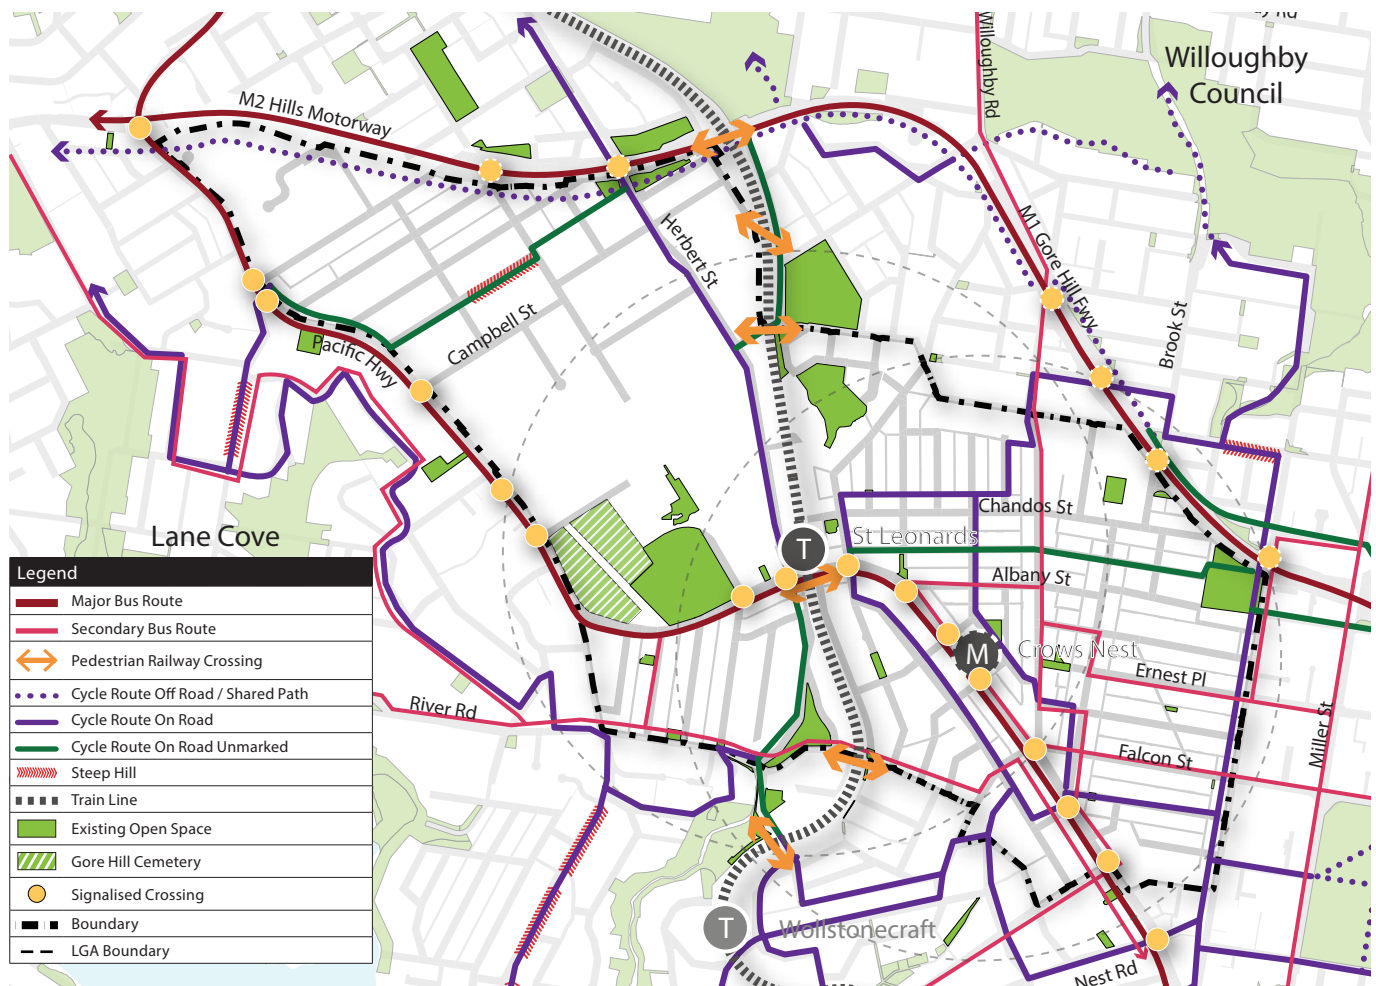 Willoughby Rd
Willoughby
Council
M2 Hills Motorway
Herbert St
M1 Gore Hill Fwy
Brook St
Campbell St
Pacific Hwy
Chandos St
St Leonards
Albany St
T
M
Crows Nest
Ernest Pl
River Rd
Falcon St
Miller St
T
Wollstonecraft
Nest Rd
Lane Cove
Legend
Major Bus Route
Secondary Bus Route
Pedestrian Railway Crossing
Cycle Route Off Road / Shared Path
Cycle Route On Road
Cycle Route On Road Unmarked
Steep Hill
Train Line
Existing Open Space
Gore Hill Cemetery
Signalised Crossing
Boundary
LGA Boundary